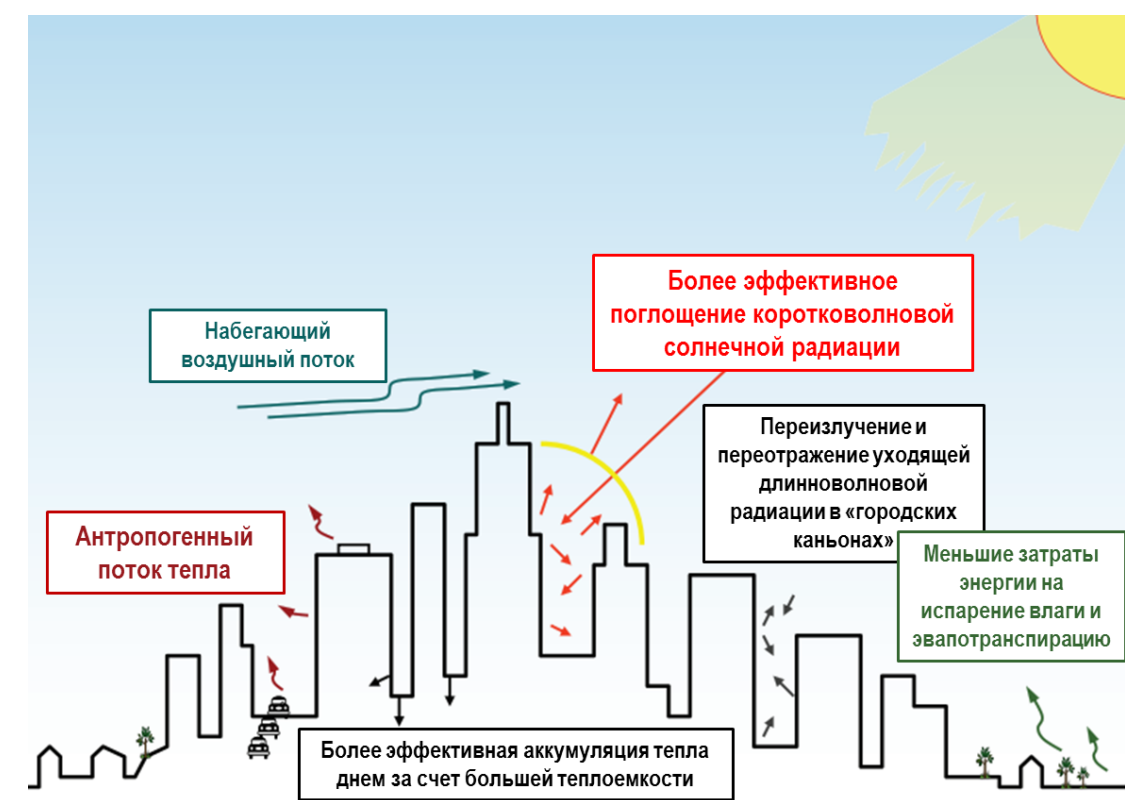 Более эффективное
поглощение коротковолновой
солнечной радиации
Набегающий
воздушный поток
Переизлучение и
переотражение уходящей
длинноволновой
радиации в «городских
каньонах»
Антропогенный
поток тепла
Меньшие затраты
энергии на
испарение влаги и
эвапотранспирацию
Более эффективная аккумуляция тепла
днем за счет большей теплоемкости